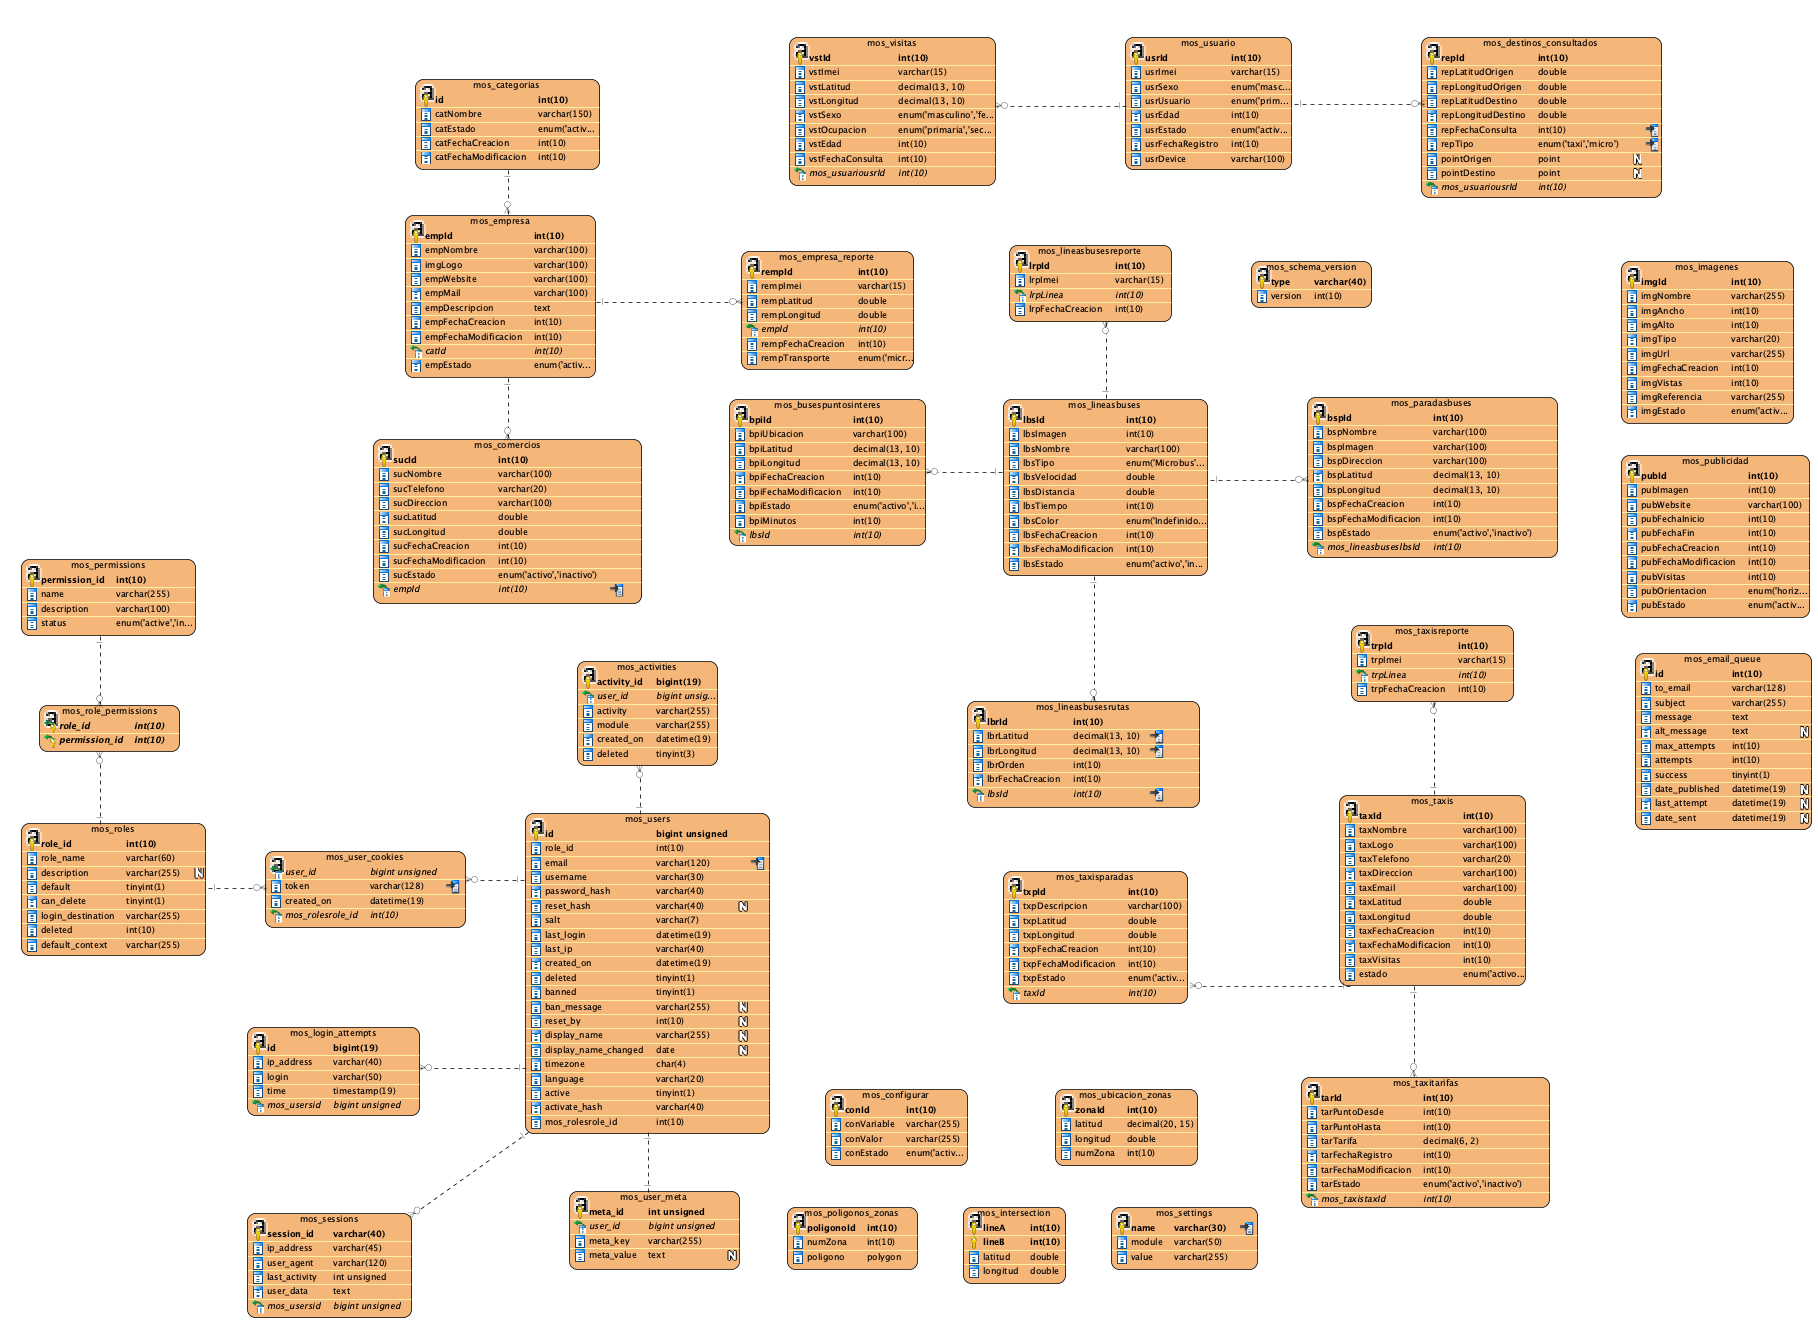 mos_visitas
vstId int(10)
vstImei varchar(15)
vstLatitud decimal(13, 10)
vstLongitud decimal(13, 10)
vstSexo enum('masculino','fe...
vstOcupacion enum('primaria','sec...
vstEdad int(10)
vstFechaConsulta int(10)
mos_usuariousrId int(10)
mos_usuario
usrId int(10)
usrImei varchar(15)
usrSexo enum('masc...
usrUsuario enum('prim...
usrEdad int(10)
usrEstado enum('activ...
usrFechaRegistro int(10)
usrDevice varchar(100)
mos_destinos_consultados
repId int(10)
repLatitudOrigen double
repLongitudOrigen double
repLatitudDestino double
repLongitudDestino double
repFechaConsulta int(10)
repTipo enum('taxi','micro')
pointOrigen point N
pointDestino point N
mos_usuariousrId int(10)
mos_categorias
id int(10)
catNombre varchar(150)
catEstado enum('activ...
catFechaCreacion int(10)
catFechaModificacion int(10)
mos_empresa
empId int(10)
empNombre varchar(100)
imgLogo varchar(100)
empWebsite varchar(100)
empMail varchar(100)
empDescripcion text
empFechaCreacion int(10)
empFechaModificacion int(10)
catId int(10)
empEstado enum('activ...
mos_empresa_reporte
rempId int(10)
rempImei varchar(15)
rempLatitud double
rempLongitud double
empId int(10)
rempFechaCreacion int(10)
rempTransporte enum('micr...
mos_lineasbusesreporte
lrpId int(10)
lrpImei varchar(15)
lrpLinea int(10)
lrpFechaCreacion int(10)
mos_schema_version
type varchar(40)
version int(10)
mos_imagenes
imgId int(10)
imgNombre varchar(255)
imgAncho int(10)
imgAlto int(10)
imgTipo varchar(20)
imgUrl varchar(255)
imgFechaCreacion int(10)
imgVistas int(10)
imgReferencia varchar(255)
imgEstado enum('activ...
mos_comercios
sucId int(10)
sucNombre varchar(100)
sucTelefono varchar(20)
sucDireccion varchar(100)
sucLatitud double
sucLongitud double
sucFechaCreacion int(10)
sucFechaModificacion int(10)
sucEstado enum('activo','inactivo')
empId int(10)
mos_busespuntosinteres
bpiId int(10)
bpiUbicacion varchar(100)
bpiLatitud decimal(13, 10)
bpiLongitud decimal(13, 10)
bpiFechaCreacion int(10)
bpiFechaModificacion int(10)
bpiEstado enum('activo','i...
bpiMinutos int(10)
lbsId int(10)
mos_lineasbuses
lbsId int(10)
lbsImagen int(10)
lbsNombre varchar(100)
lbsTipo enum('Microbus'...
lbsVelocidad double
lbsDistancia double
lbsTiempo int(10)
lbsColor enum('Indefinido...
lbsFechaCreacion int(10)
lbsFechaModificacion int(10)
lbsEstado enum('activo','in...
mos_paradasbuses
bspId int(10)
bspNombre varchar(100)
bspImagen varchar(100)
bspDireccion varchar(100)
bspLatitud decimal(13, 10)
bspLongitud decimal(13, 10)
bspFechaCreacion int(10)
bspFechaModificacion int(10)
bspEstado enum('activo','inactivo')
mos_lineasbuseslbsId int(10)
mos_publicidad
pubId int(10)
pubImagen int(10)
pubWebsite varchar(100)
pubFechaInicio int(10)
pubFechaFin int(10)
pubFechaCreacion int(10)
pubFechaModificacion int(10)
pubVisitas int(10)
pubOrientacion enum('horiz...
pubEstado enum('activ...
mos_permissions
permission_id int(10)
name varchar(255)
description varchar(100)
status enum('active','in...
mos_role_permissions
role_id int(10)
permission_id int(10)
mos_roles
role_id int(10)
role_name varchar(60)
description varchar(255) N
default tinyint(1)
can_delete tinyint(1)
login_destination varchar(255)
deleted int(10)
default_context varchar(255)
mos_user_cookies
user_id bigint unsigned
token varchar(128)
created_on datetime(19)
mos_rolesrole_id int(10)
mos_activities
activity_id bigint(19)
user_id bigint unsig...
activity varchar(255)
module varchar(255)
created_on datetime(19)
deleted tinyint(3)
mos_users
id bigint unsigned
role_id int(10)
email varchar(120)
username varchar(30)
password_hash varchar(40)
reset_hash varchar(40) N
salt varchar(7)
last_login datetime(19)
last_ip varchar(40)
created_on datetime(19)
deleted tinyint(1)
banned tinyint(1)
ban_message varchar(255) N
reset_by int(10) N
display_name varchar(255) N
display_name_changed date N
timezone char(4)
language varchar(20)
active tinyint(1)
activate_hash varchar(40)
mos_rolesrole_id int(10)
mos_lineasbusesrutas
lbrId int(10)
lbrLatitud decimal(13, 10)
lbrLongitud decimal(13, 10)
lbrOrden int(10)
lbrFechaCreacion int(10)
lbsId int(10)
mos_taxisreporte
trpId int(10)
trpImei varchar(15)
trpLinea int(10)
trpFechaCreacion int(10)
mos_email_queue
id int(10)
to_email varchar(128)
subject varchar(255)
message text
alt_message text N
max_attempts int(10)
attempts int(10)
success tinyint(1)
date_published datetime(19) N
last_attempt datetime(19) N
date_sent datetime(19) N
mos_taxis
taxId int(10)
taxNombre varchar(100)
taxLogo varchar(100)
taxTelefono varchar(20)
taxDireccion varchar(100)
taxEmail varchar(100)
taxLatitud double
taxLongitud double
taxFechaCreacion int(10)
taxFechaModificacion int(10)
taxVisitas int(10)
estado enum('activo...
mos_taxisparadas
txpId int(10)
txpDescripcion varchar(100)
txpLatitud double
txpLongitud double
txpFechaCreacion int(10)
txpFechaModificacion int(10)
txpEstado enum('activ...
taxId int(10)
mos_login_attempts
id bigint(19)
ip_address varchar(40)
login varchar(50)
time timestamp(19)
mos_usersid bigint unsigned
mos_sessions
session_id varchar(40)
ip_address varchar(45)
user_agent varchar(120)
last_activity int unsigned
user_data text
mos_usersid bigint unsigned
mos_user_meta
meta_id int unsigned
user_id bigint unsigned
meta_key varchar(255)
meta_value text N
mos_configurar
conId int(10)
conVariable varchar(255)
conValor varchar(255)
conEstado enum('activ...
mos_ubicacion_zonas
zonaId int(10)
latitud decimal(20, 15)
longitud double
numZona int(10)
mos_taxitarifas
tarId int(10)
tarPuntoDesde int(10)
tarPuntoHasta int(10)
tarTarifa decimal(6, 2)
tarFechaRegistro int(10)
tarFechaModificacion int(10)
tarEstado enum('activo','inactivo')
mos_taxistaxId int(10)
mos_poligonos_zonas
poligonoId int(10)
numZona int(10)
poligono polygon
mos_intersection
lineA int(10)
lineB int(10)
latitud double
longitud double
mos_settings
name varchar(30)
module varchar(50)
value varchar(255)